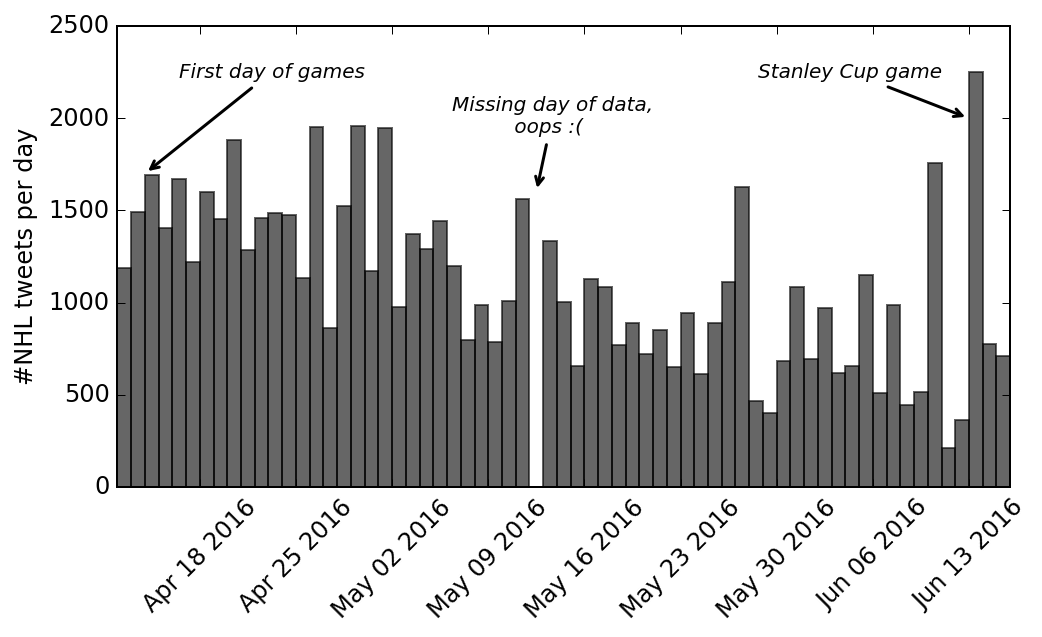 2500
2000
1500
1000
500
0
#NHL tweets per day
First day of games
Missing day of data,
oops :(
Stanley Cup game
Apr 18 2016
Apr 25 2016
May 02 2016
May 09 2016
May 16 2016
May 23 2016
May 30 2016
Jun 06 2016
Jun 13 2016